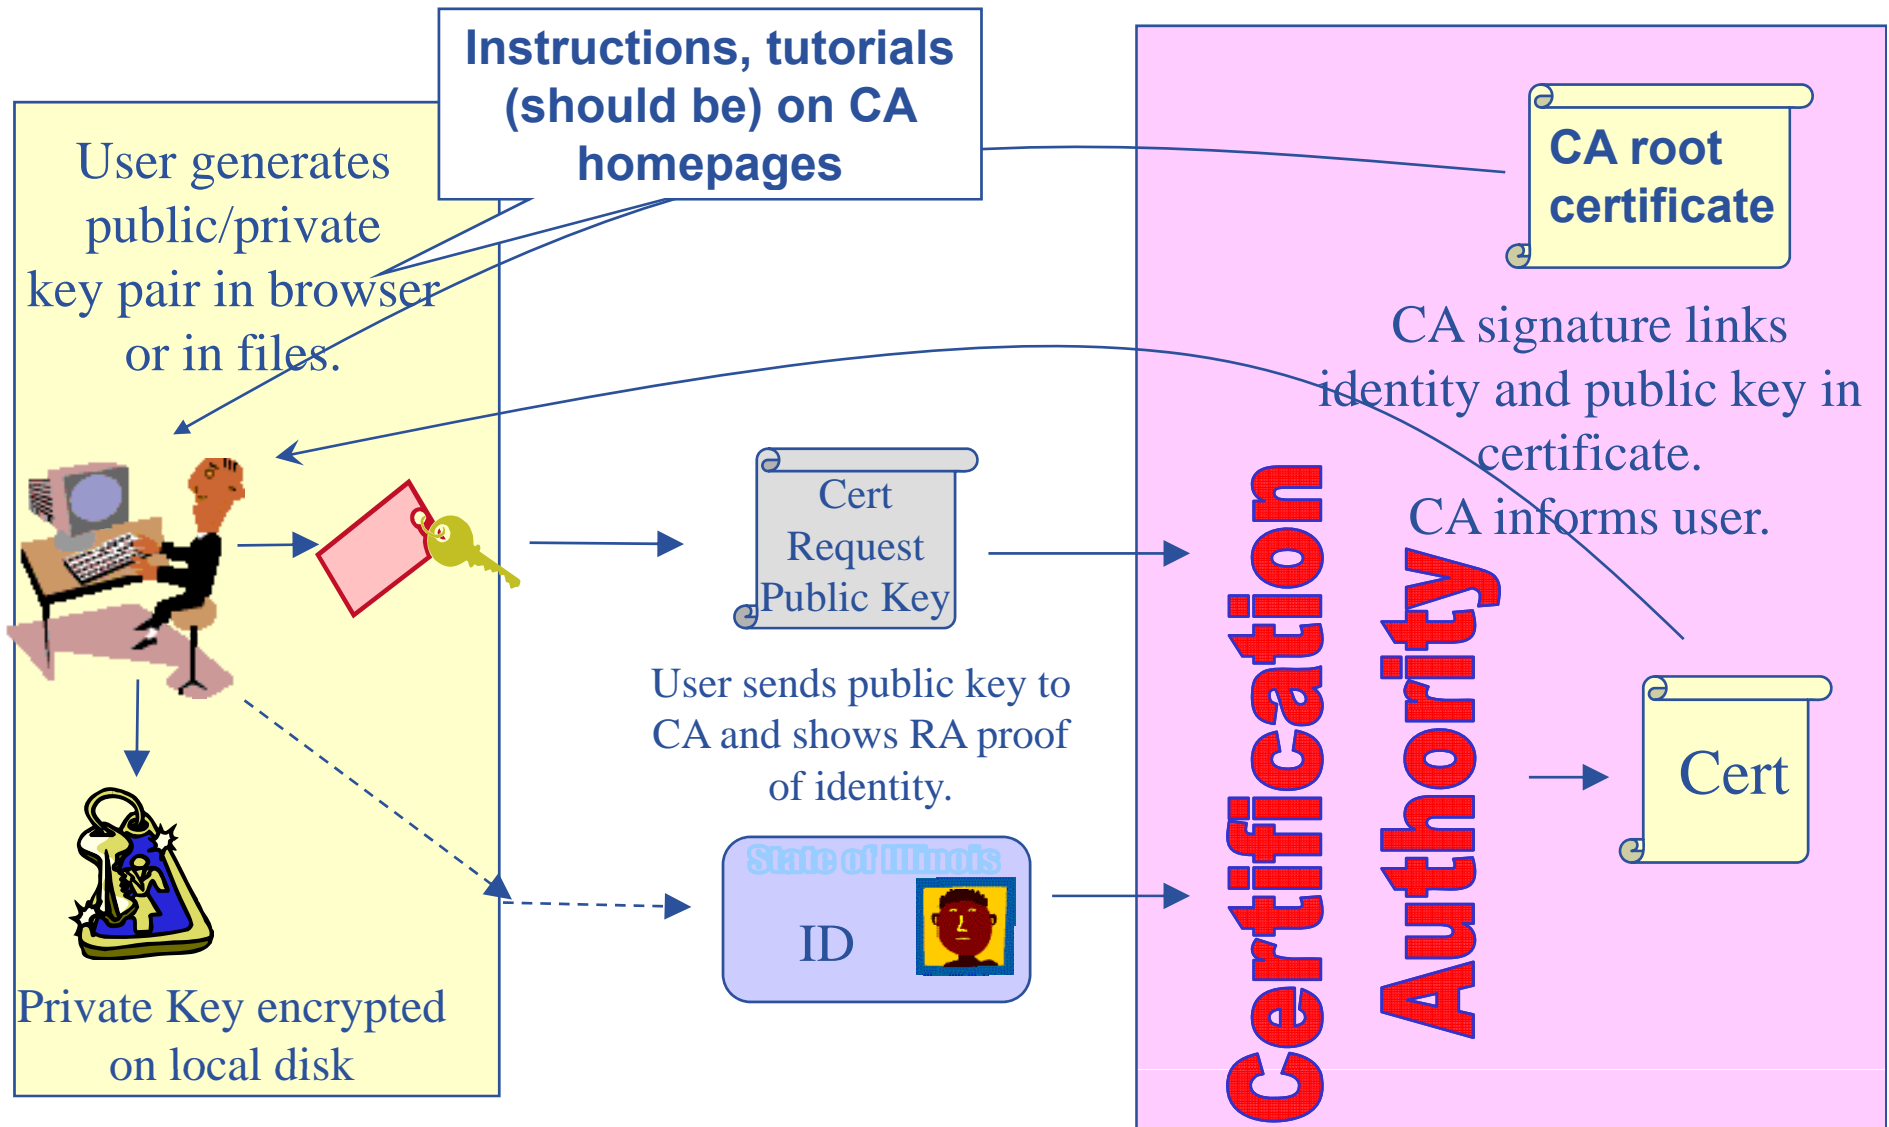 Instructions, tutorials
(should be) on CA
homepages
User generates
public/private
key pair in browser
or in files.
CA root
certificate
CA signature links
identity and public key in
certificate.
CA informs user.
Cert
Request
Public Key
User sends public key to
CA and shows RA proof
of identity.
State of Illinois
ID
Certification
Authority
Cert
Private Key encrypted
on local disk